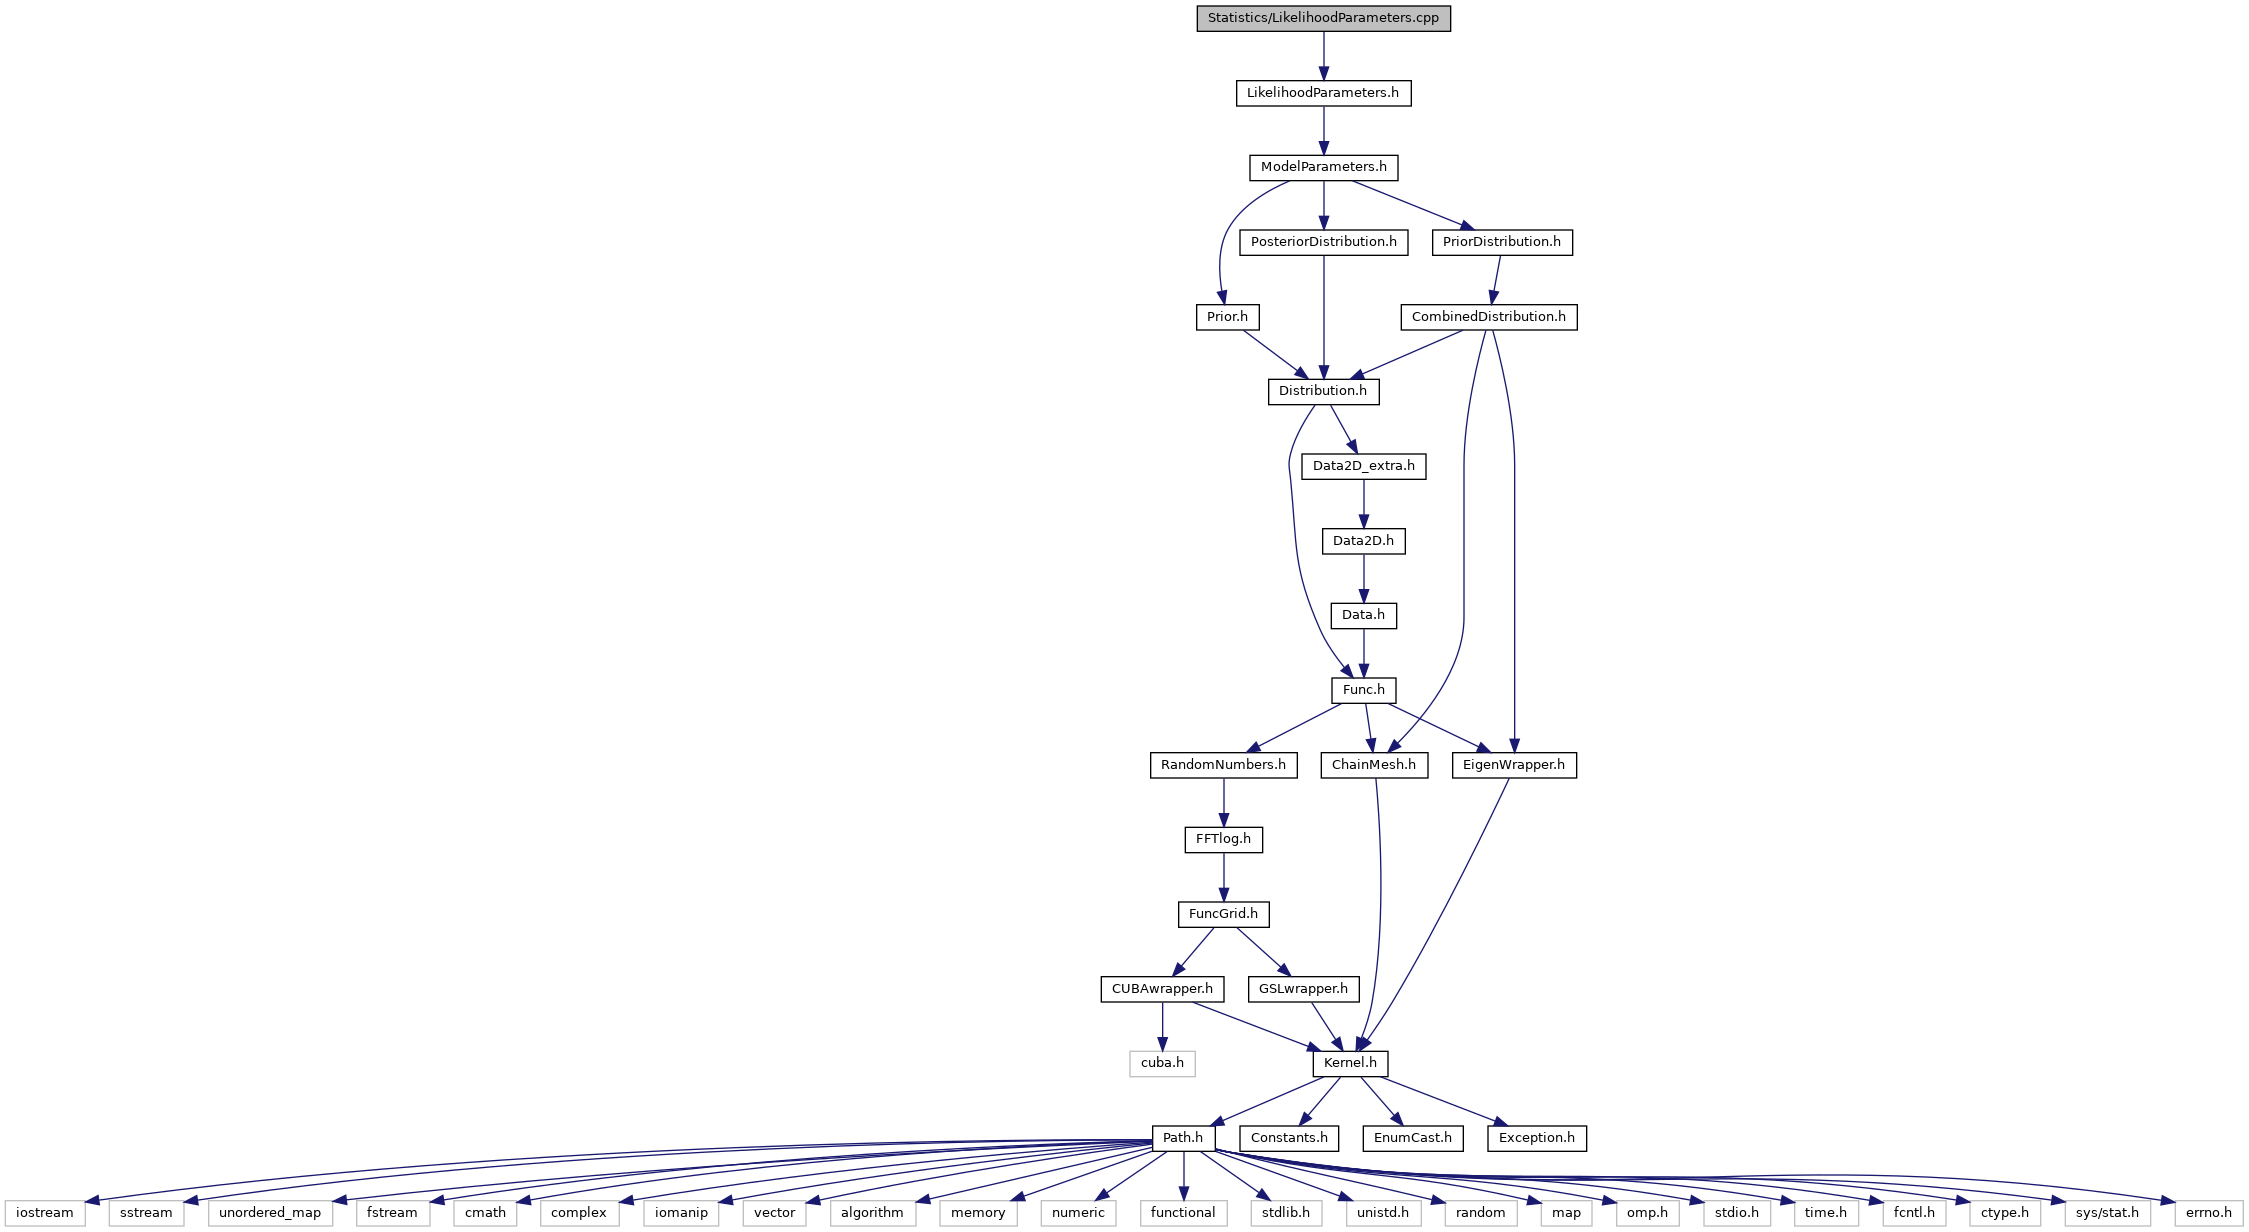 Statistics/LikelihoodParameters.cpp
LikelihoodParameters.h
ModelParameters.h
PosteriorDistribution.h
PriorDistribution.h
Prior.h
CombinedDistribution.h
Distribution.h
Data2D_extra.h
Data2D.h
Data.h
Func.h
RandomNumbers.h
ChainMesh.h
EigenWrapper.h
FFTlog.h
FuncGrid.h
CUBAwrapper.h
GSLwrapper.h
cuba.h
Kernel.h
Path.h
Constants.h
EnumCast.h
Exception.h
iostream
sstream
unordered_map
fstream
cmath
complex
iomanip
vector
algorithm
memory
numeric
functional
stdlib.h
unistd.h
random
map
omp.h
stdio.h
time.h
fcntl.h
ctype.h
sys/stat.h
errno.h